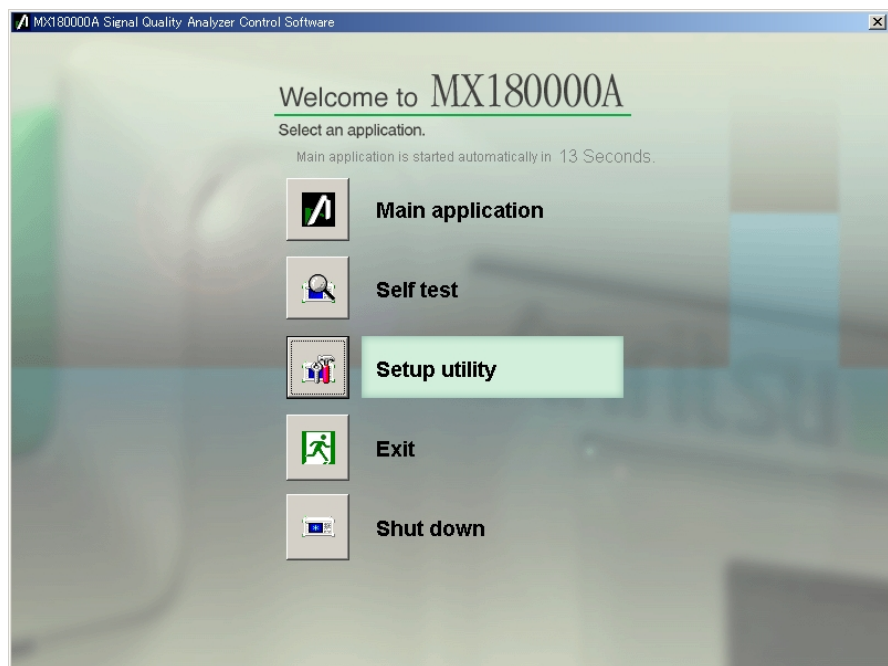 MX180000A Signal Quality Analyzer Control Software
Welcome to MX180000A
Select an application.
Main application is started automatically in 13 Seconds.
Main application
Self test
Setup utility
Exit
Shut down